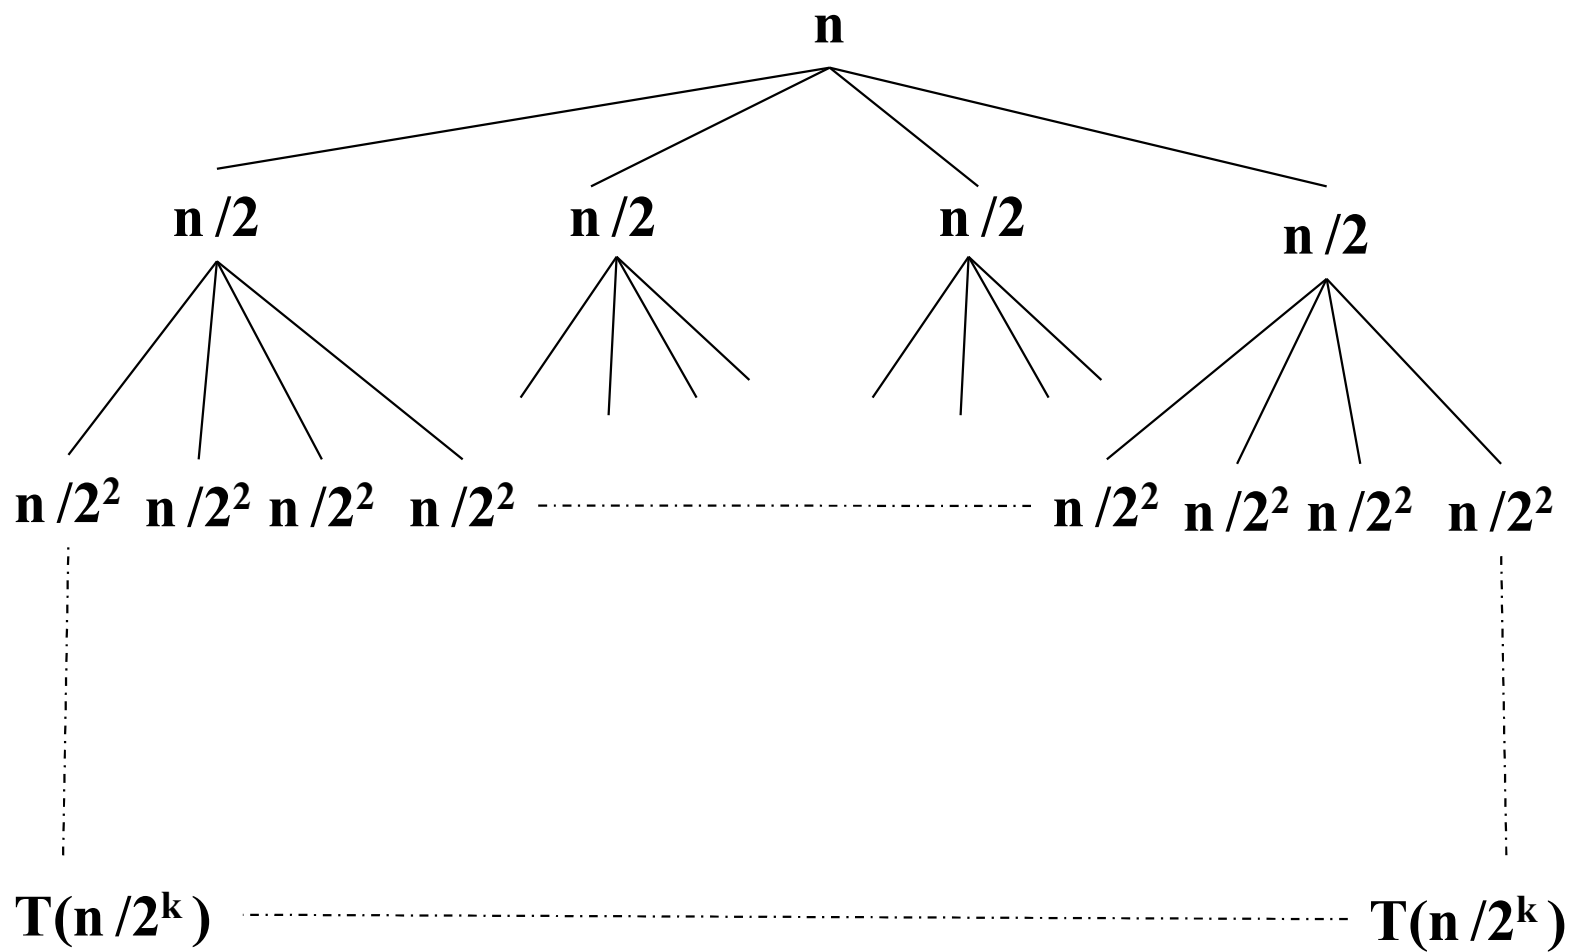 n
n /2 n /2 n /2 n /2
n /2² n /2² n /2² n /2² n /2² n /2² n /2² n /2²
T(n /2ᵏ ) T(n /2ᵏ )